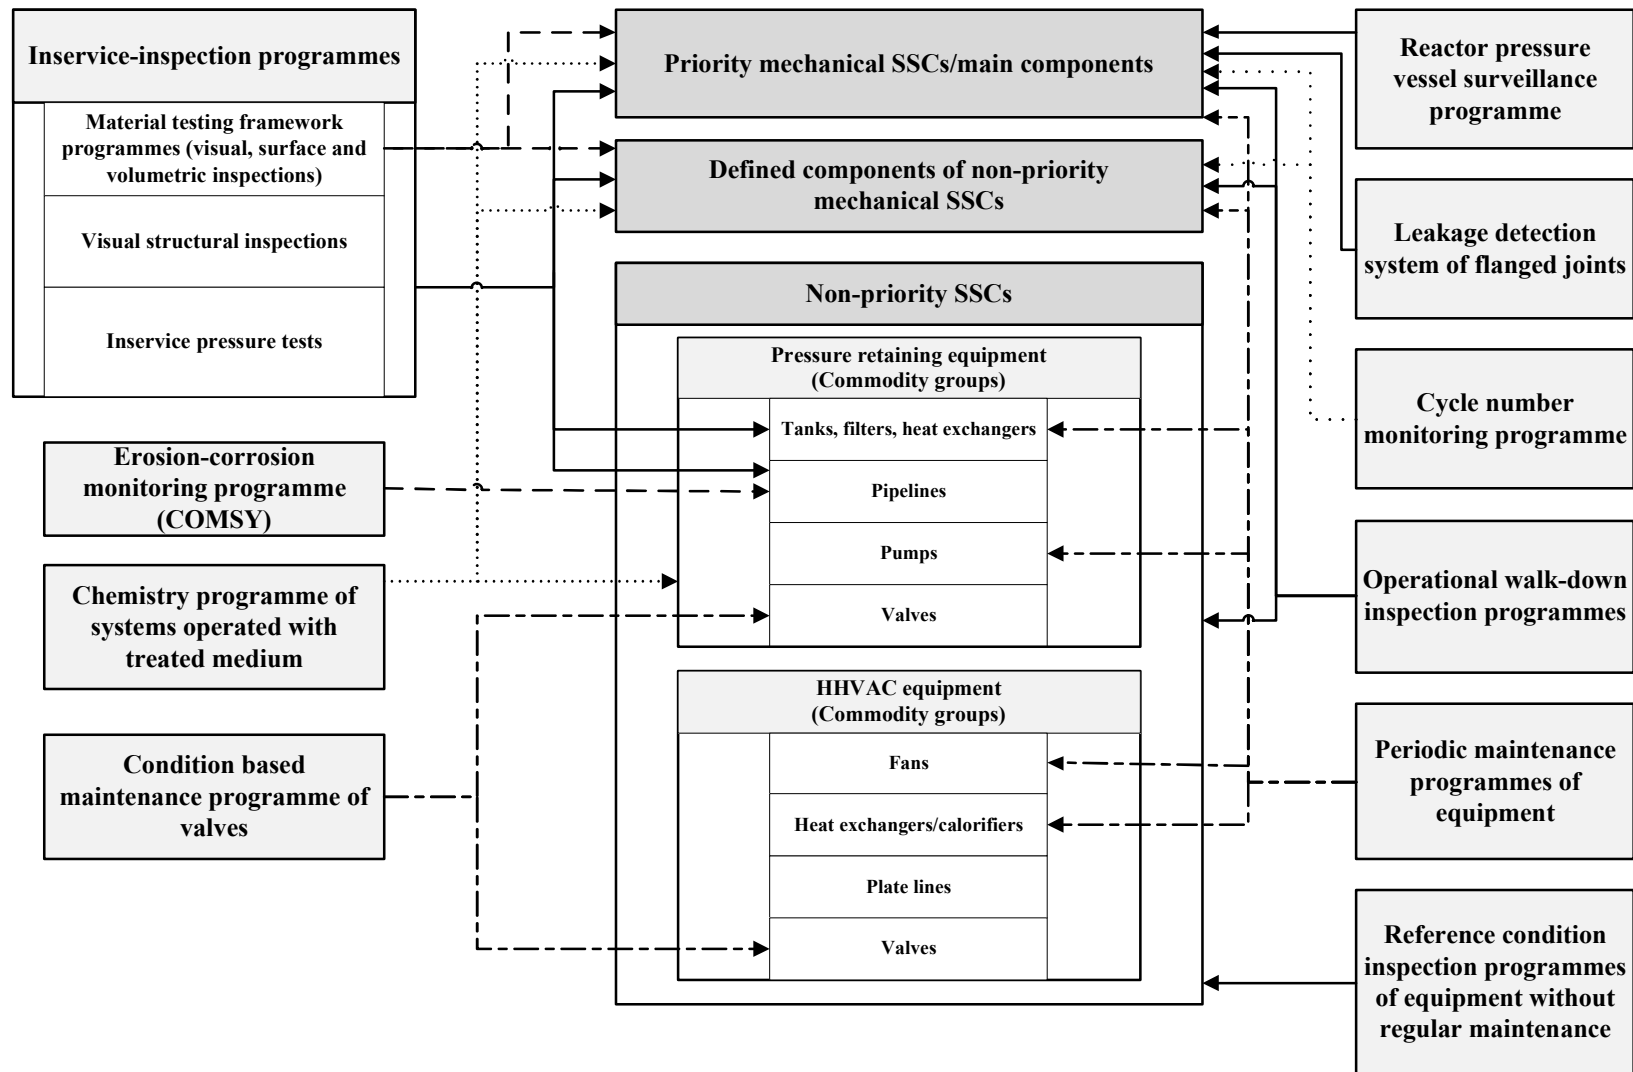 Inservice-inspection programmes
Material testing framework
programmes (visual, surface and
volumetric inspections)
Visual structural inspections
Inservice pressure tests
Erosion-corrosion
monitoring programme
(COMSY)
Chemistry programme of
systems operated with
treated medium
Condition based
maintenance programme of
valves
Priority mechanical SSCs/main components
Defined components of non-priority
mechanical SSCs
Non-priority SSCs
Pressure retaining equipment
(Commodity groups)
Tanks, filters, heat exchangers
Pipelines
Pumps
Valves
HHVAC equipment
(Commodity groups)
Fans
Heat exchangers/calorifiers
Plate lines
Valves
Reactor pressure
vessel surveillance
programme
Leakage detection
system of flanged joints
Cycle number
monitoring programme
Operational walk-down
inspection programmes
Periodic maintenance
programmes of
equipment
Reference condition
inspection programmes
of equipment without
regular maintenance